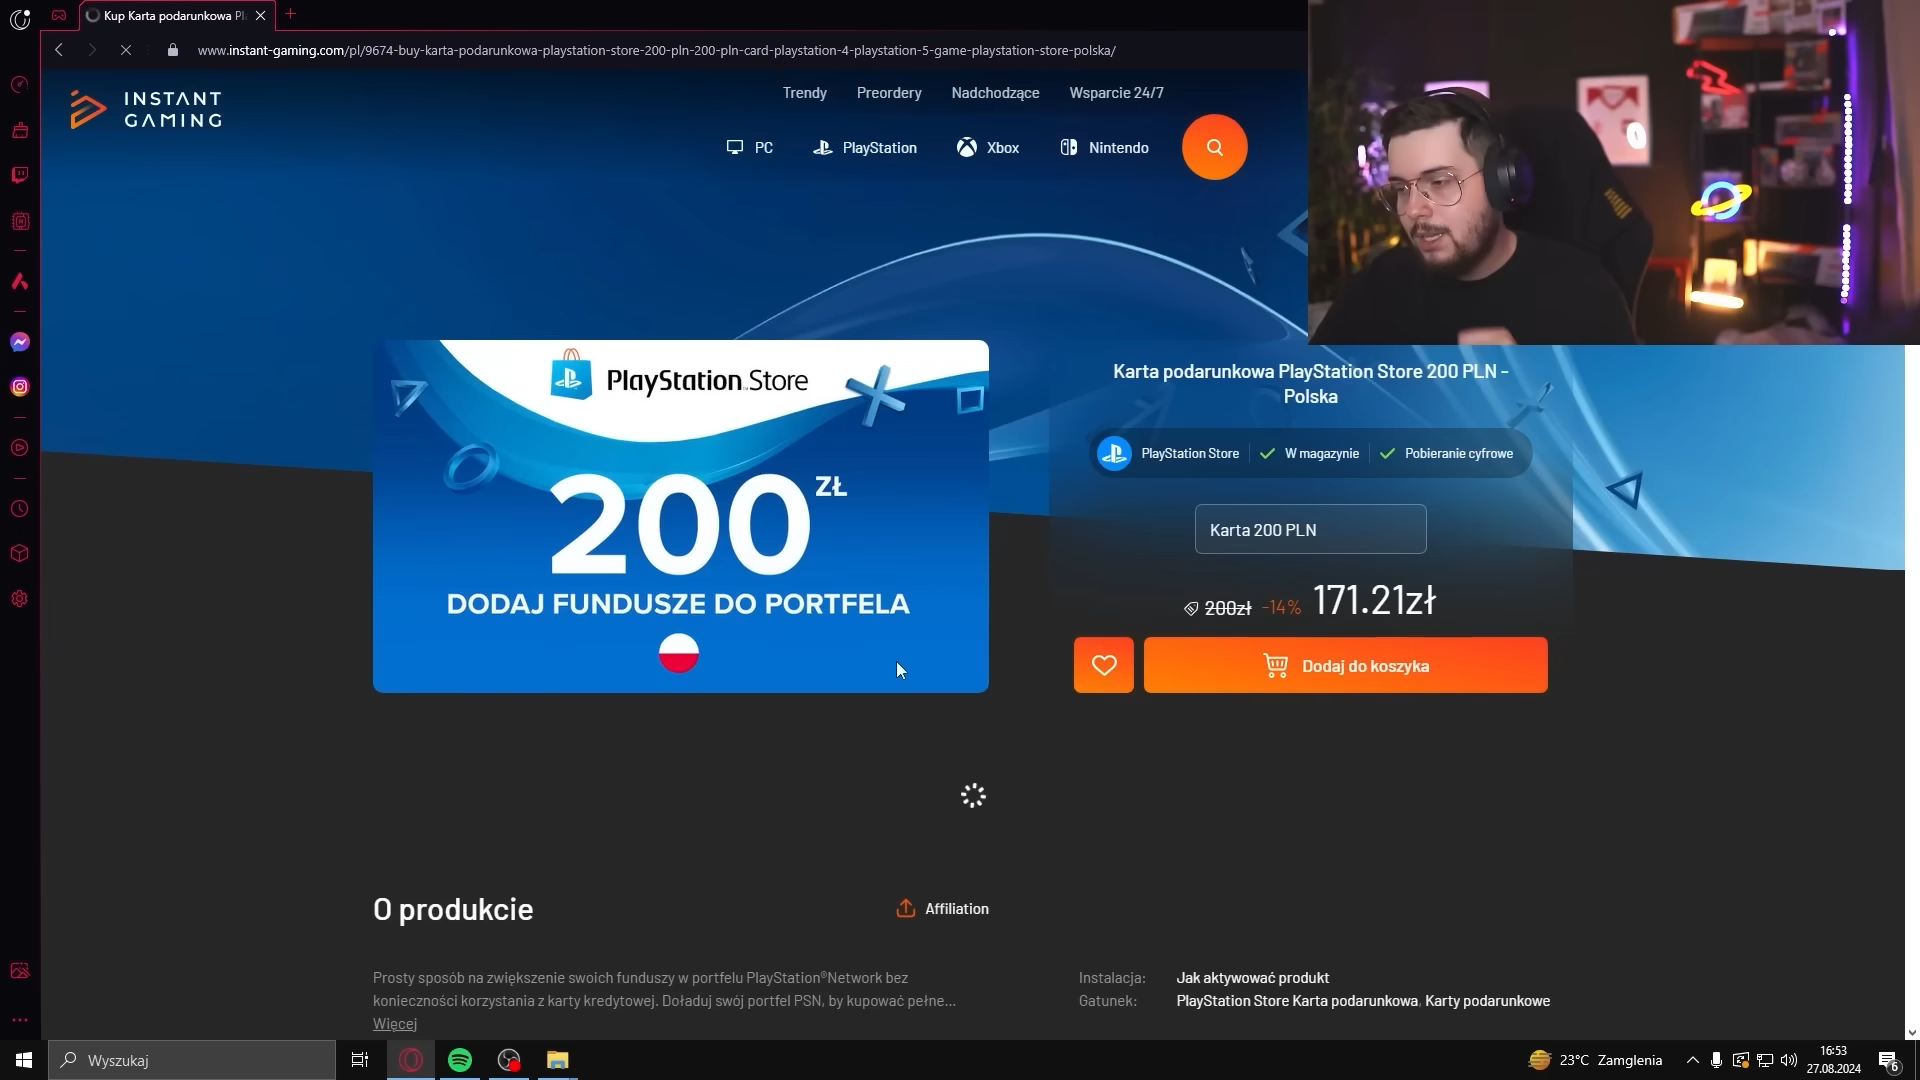 Kup Karta podarunkowa Pl
www.instant-gaming.com/pl/9674-buy-karta-podarunkowa-playstation-store-200-pln-200-pln-card-playstation-4-playstation-5-game-playstation-store-polska/
INSTANT
GAMING
Trendy Preordery Nadchodzące Wsparcie 24/7
PC PlayStation Xbox Nintendo
PlayStation Store
200 ZŁ
DODAJ FUNDUSZE DO PORTFELA
Karta podarunkowa PlayStation Store 200 PLN -
Polska
PlayStation Store W magazynie Pobieranie cyfrowe
Karta 200 PLN
200zł -14% 171.21zł
Dodaj do koszyka
O produkcie
Affiliation
Prosty sposób na zwiększenie swoich funduszy w portfelu PlayStation®Network bez
konieczności korzystania z karty kredytowej. Doładuj swój portfel PSN, by kupować pełne...
Więcej
Instalacja: Jak aktywować produkt
Gatunek: PlayStation Store Karta podarunkowa, Karty podarunkowe
Wyszukaj
23°C Zamglenia
16:53
27.08.2024
6